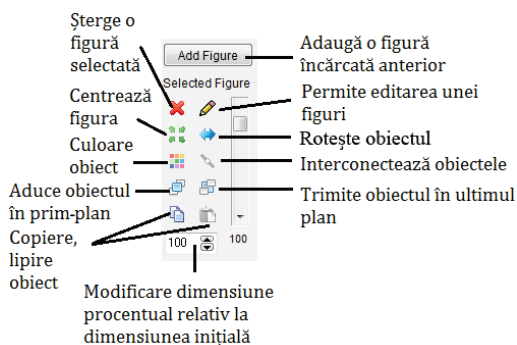 Șterge o
figură
selectată
Add Figure
Adaugă o figură
încărcată anterior
Selected Figure
Centrează
figura
Permite editarea unei
figuri
Rotește obiectul
Culoare
obiect
Interconectează obiectele
Aduce obiectul
în prim-plan
Trimite obiectul în ultimul
plan
Copiere,
lipire
obiect
100
100
Modificare dimensiune
procentual relativ la
dimensiunea inițială